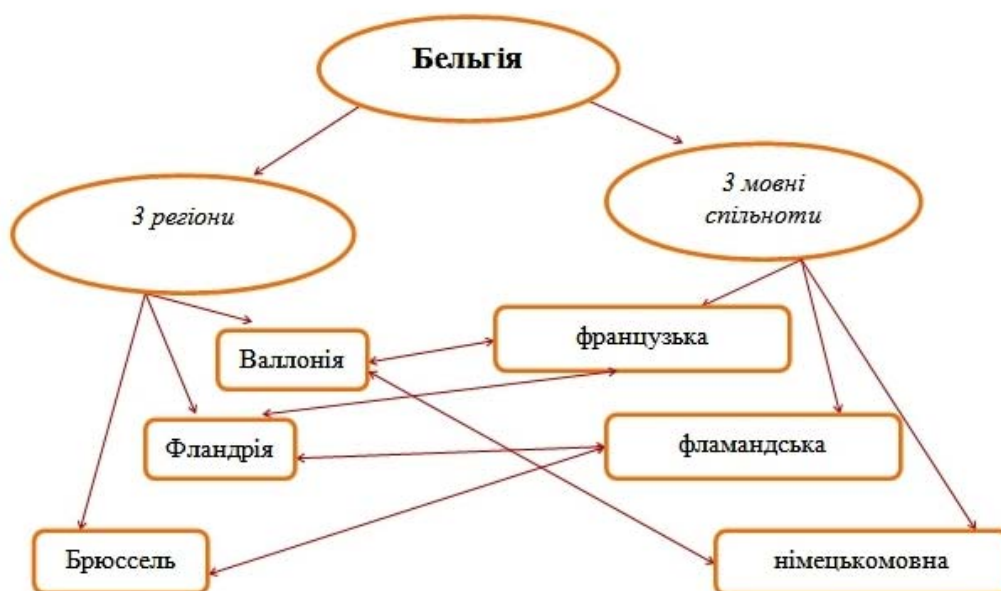 Бельгія
3 регіони
3 мовні
спільноти
Валлонія
французька
Фландрія
фламандська
Брюссель
німецькомовна